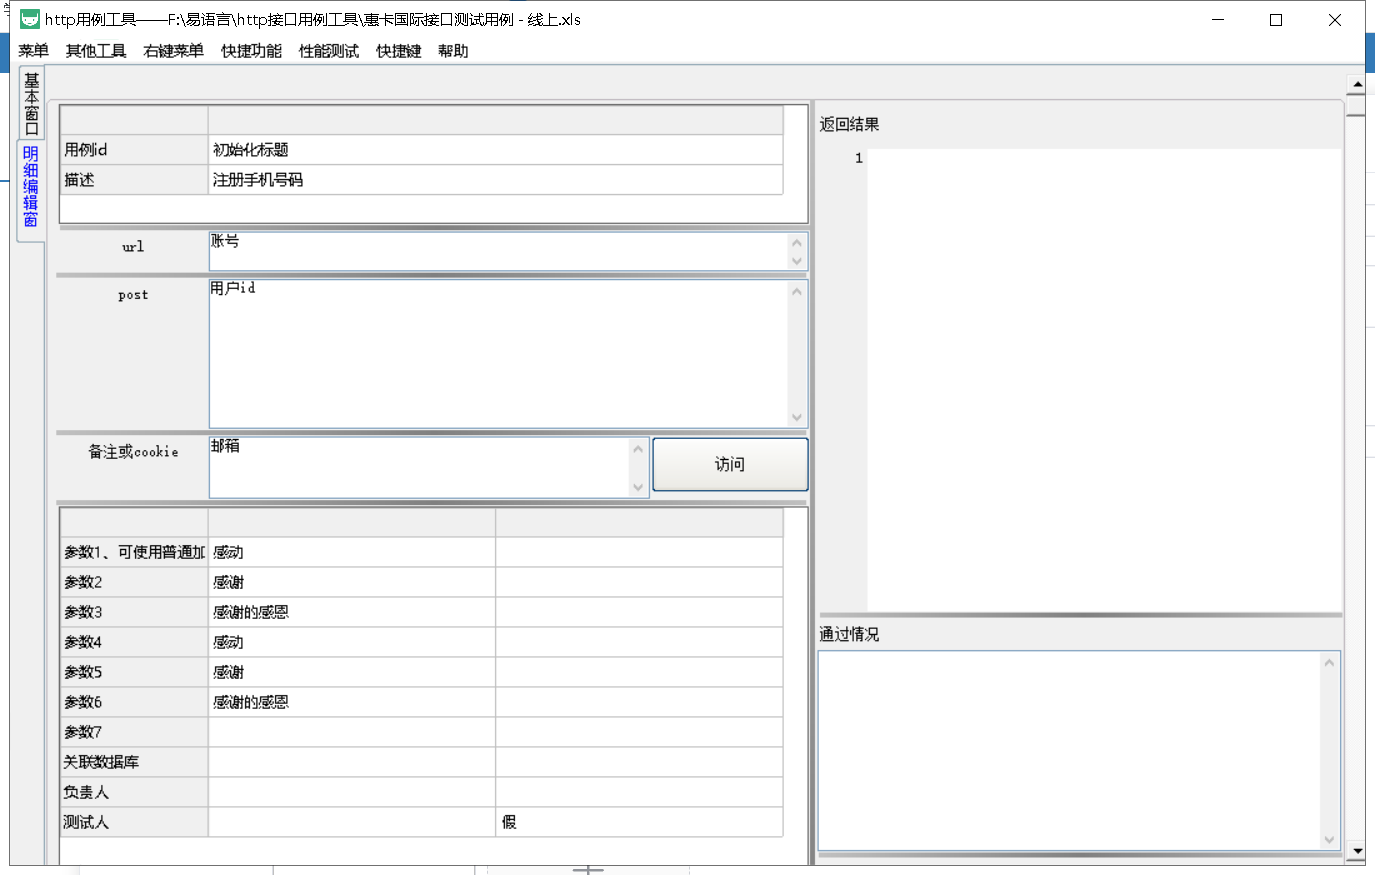 http用例工具——F:\易语言\http接口用例工具\惠卡国际接口测试用例 - 线上.xls
菜单 其他工具 右键菜单 快捷功能 性能测试 快捷键 帮助
基本窗口
明细编辑窗
用例id 初始化标题
描述 注册手机号码
url 账号
post 用户id
备注或cookie 邮箱 访问
参数1、可使用普通加 感动
参数2 感谢
参数3 感谢的感恩
参数4 感动
参数5 感谢
参数6 感谢的感恩
参数7
关联数据库
负责人
测试人 假
返回结果
1
通过情况